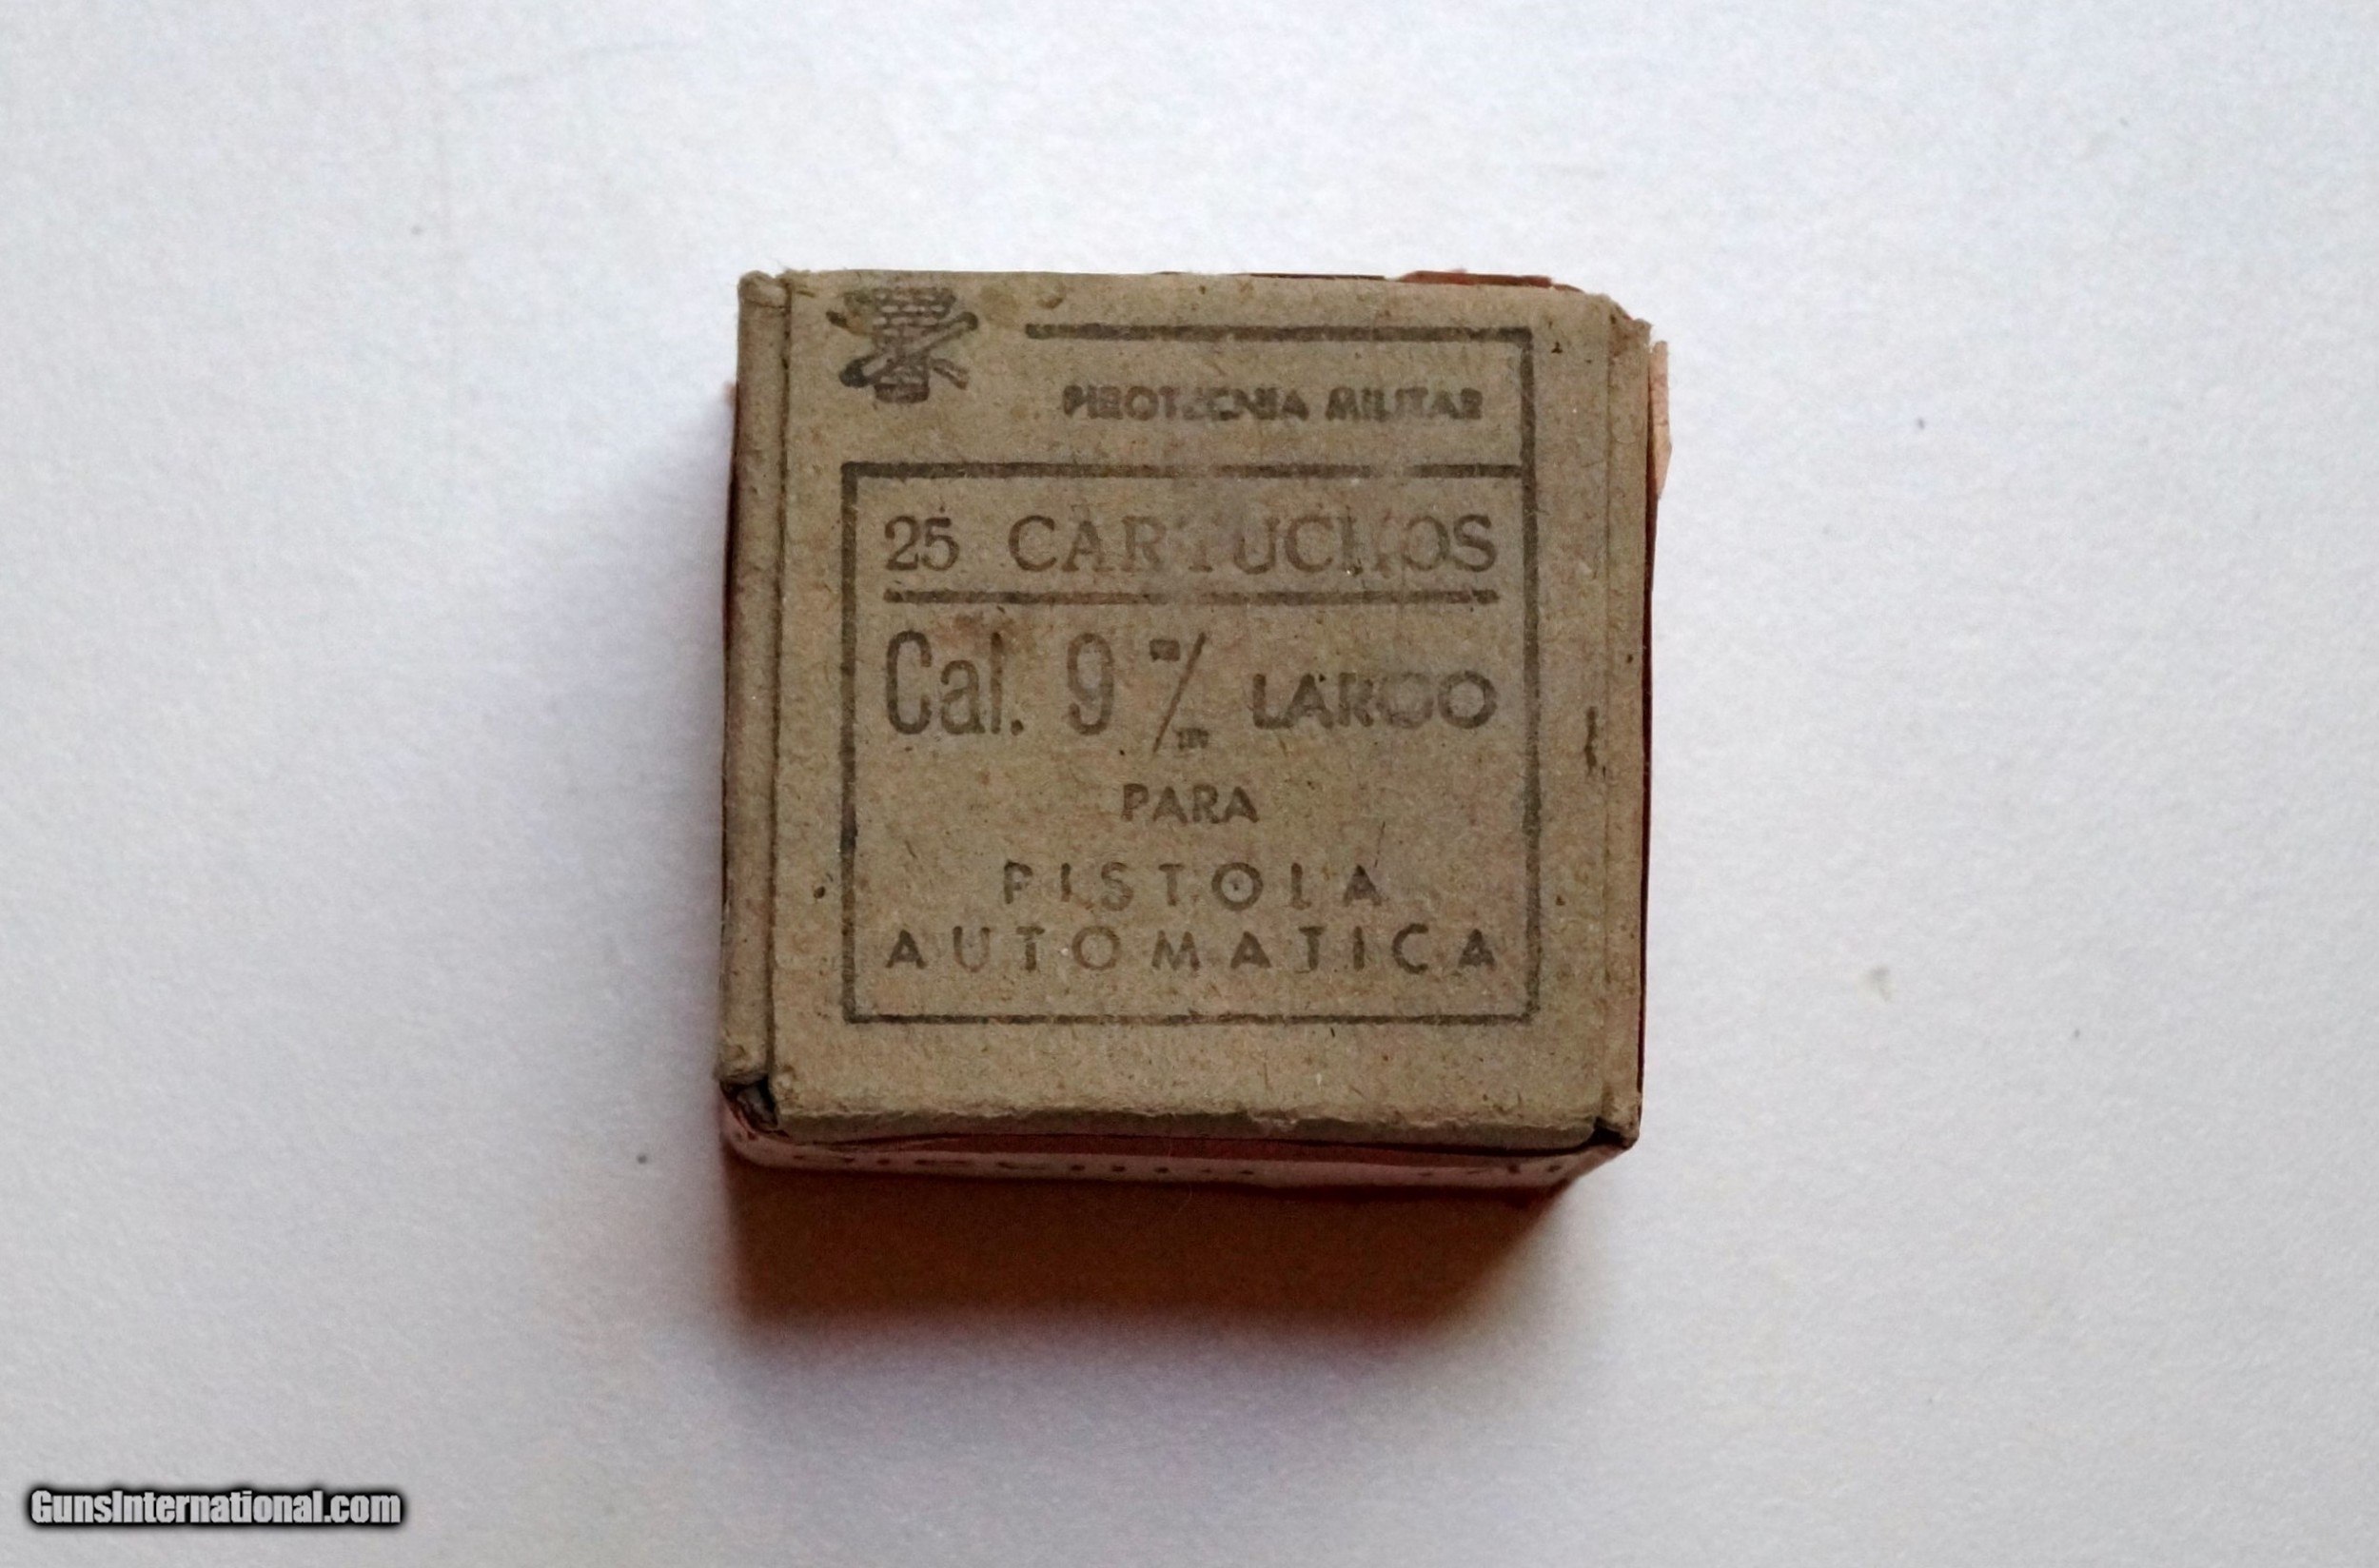 PIROTECNIA MILITAR
25 CARTUCHOS
Cal. 9 m/m LARGO
PARA
PISTOLA
AUTOMATICA
GunsInternational.com